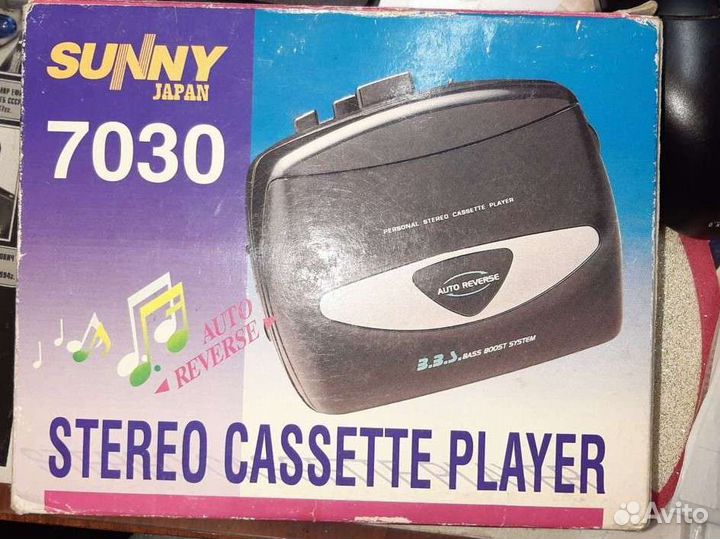 SUNNY
JAPAN
7030
PERSONAL STEREO CASSETTE PLAYER
AUTO REVERSE
B.B.S. BASS BOOST SYSTEM
AUTO
REVERSE
STEREO CASSETTE PLAYER
Avito